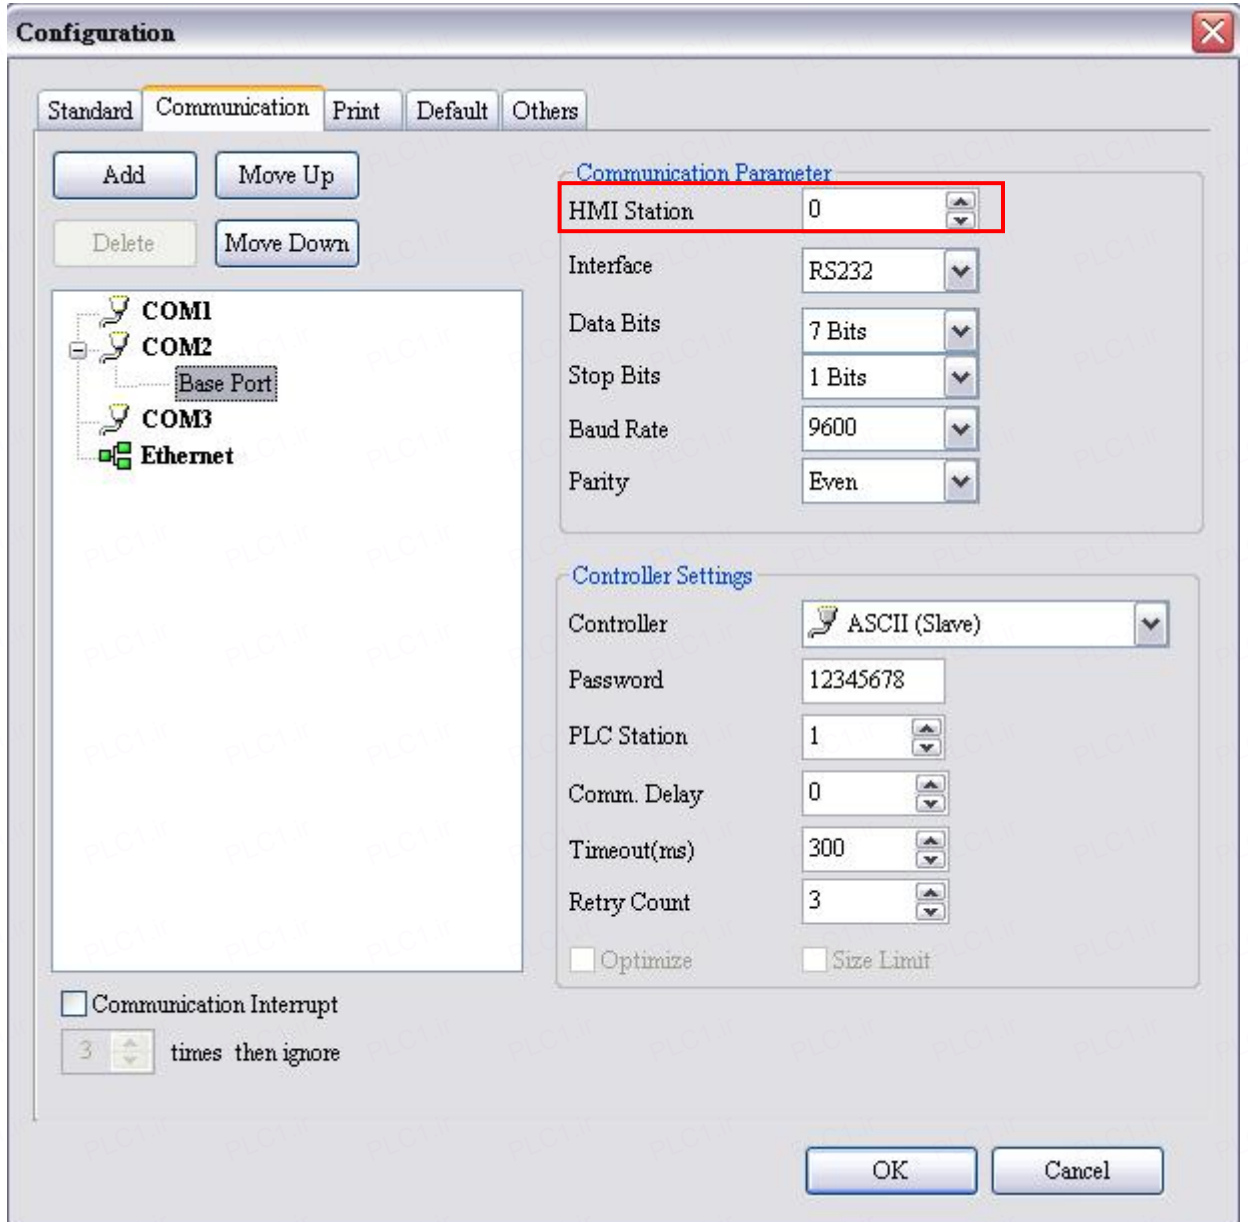 Configuration
Standard Communication Print Default Others
Add Move Up
Delete Move Down
COM1
COM2
Base Port
COM3
Ethernet
Communication Interrupt
3 times then ignore
Communication Parameter
HMI Station 0
Interface RS232
Data Bits 7 Bits
Stop Bits 1 Bits
Baud Rate 9600
Parity Even
Controller Settings
Controller ASCII (Slave)
Password 12345678
PLC Station 1
Comm. Delay 0
Timeout(ms) 300
Retry Count 3
Optimize Size Limit
OK Cancel